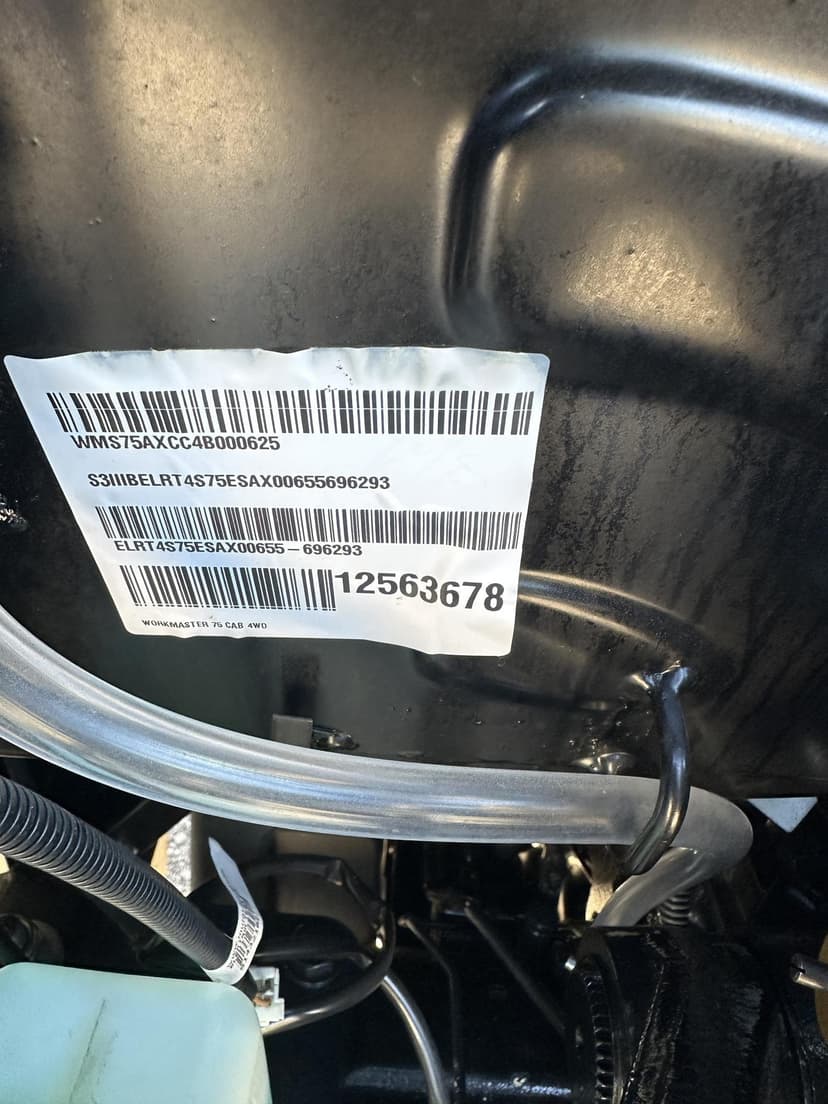 WMS75AXCC4B000625
S3IIIBELRT4S75ESAX00655696293
ELRT4S75ESAX00655-696293
12563678
WORKMASTER 75 CAB 4WD